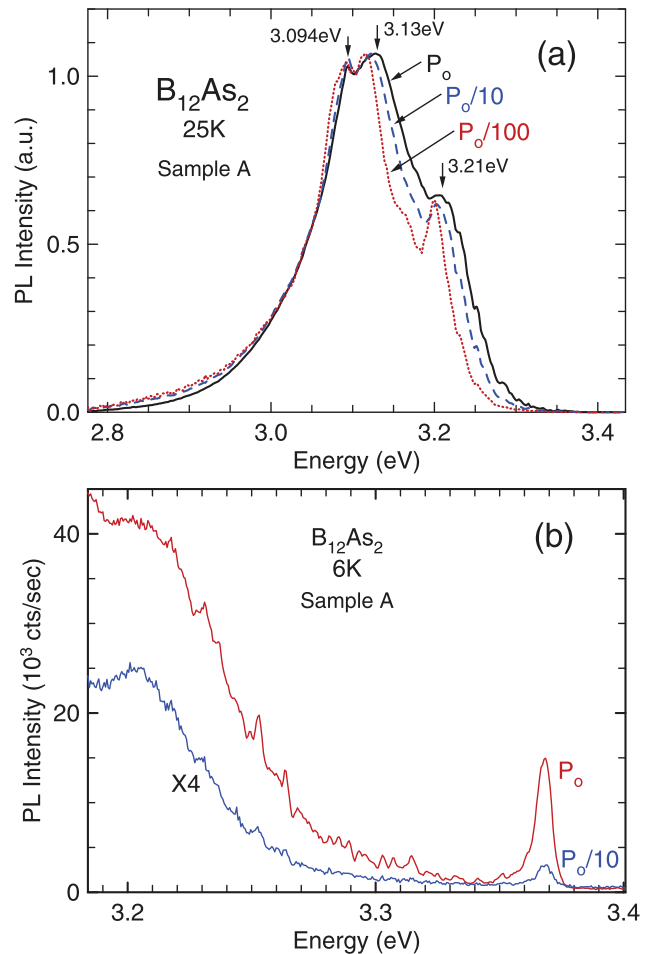 3.094eV
3.13eV
(a)
B₁₂As₂
25K
Sample A
Pₒ
Pₒ/10
Pₒ/100
3.21eV
PL Intensity (a.u.)
1.0
0.5
0.0
2.8 3.0 3.2 3.4
Energy (eV)
B₁₂As₂
6K
Sample A
(b)
PL Intensity (10³ cts/sec)
40
20
0
X4
Pₒ
Pₒ/10
3.2 3.3 3.4
Energy (eV)